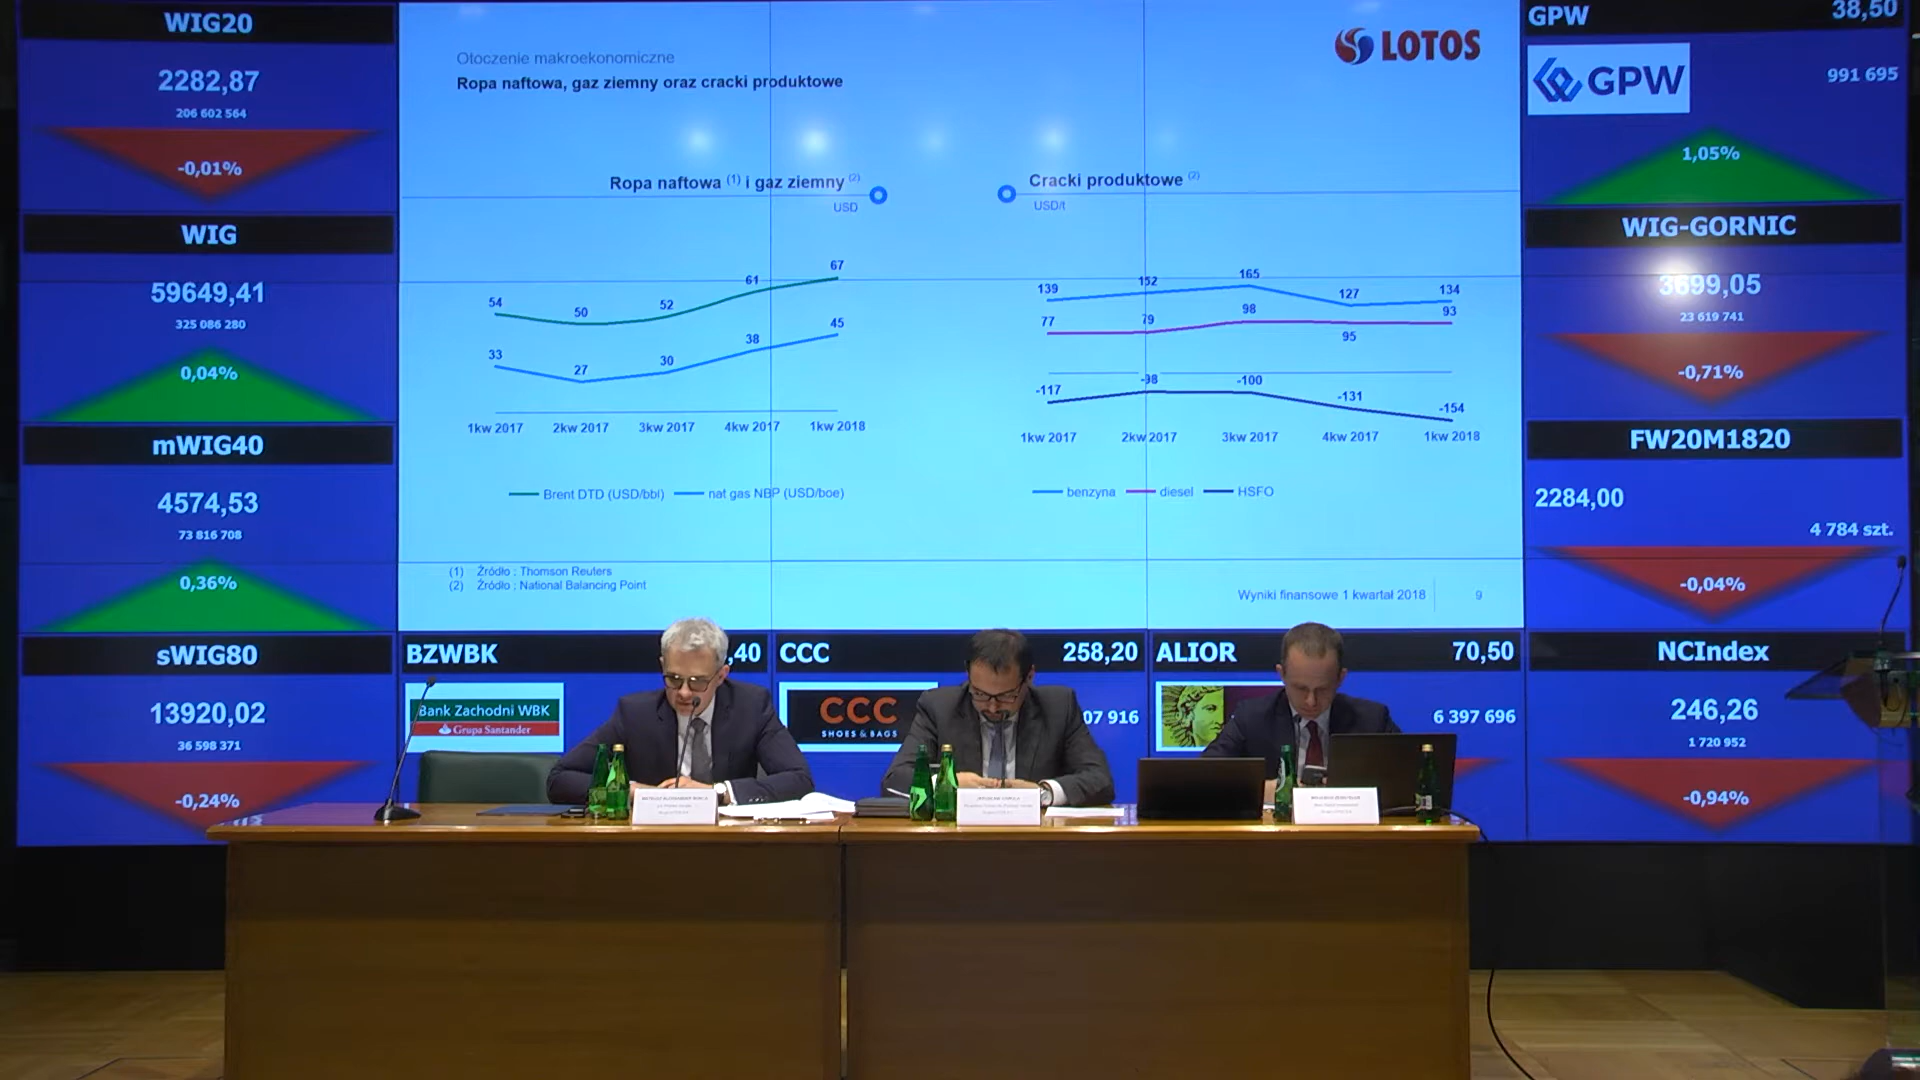 WIG20
2282,87
206 602 564
-0,01%
WIG
59649,41
325 086 280
0,04%
mWIG40
4574,53
73 816 708
0,36%
sWIG80
13920,02
36 598 371
-0,24%
Otoczenie makroekonomiczne
Ropa naftowa, gaz ziemny oraz cracki produktowe
LOTOS
Ropa naftowa (1) i gaz ziemny (2)
USD
54 50 52 61 67
33 27 30 38 45
1kw 2017 2kw 2017 3kw 2017 4kw 2017 1kw 2018
Brent DTD (USD/bbl) nat gas NBP (USD/boe)
Cracki produktowe (2)
USD/t
139 152 165 127 134
77 79 98 95 93
-117 -98 -100 -131 -154
1kw 2017 2kw 2017 3kw 2017 4kw 2017 1kw 2018
benzyna diesel HSFO
(1) Źródło : Thomson Reuters
(2) Źródło : National Balancing Point
Wyniki finansowe 1 kwartał 2018 9
BZWBK ,40
Bank Zachodni WBK
Grupa Santander
CCC 258,20
CCC
SHOES & BAGS
07 916
ALIOR 70,50
6 397 696
GPW 38,50
GPW
991 695
1,05%
WIG-GORNIC
3699,05
23 619 741
-0,71%
FW20M1820
2284,00
4 784 szt.
-0,04%
NCIndex
246,26
1 720 952
-0,94%